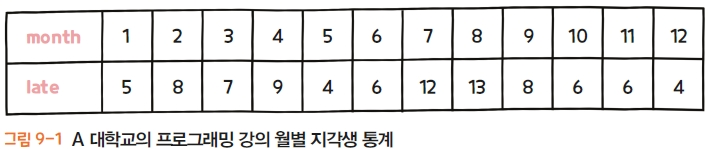 month 1 2 3 4 5 6 7 8 9 10 11 12
late 5 8 7 9 4 6 12 13 8 6 6 4
그림 9-1 A 대학교의 프로그래밍 강의 월별 지각생 통계